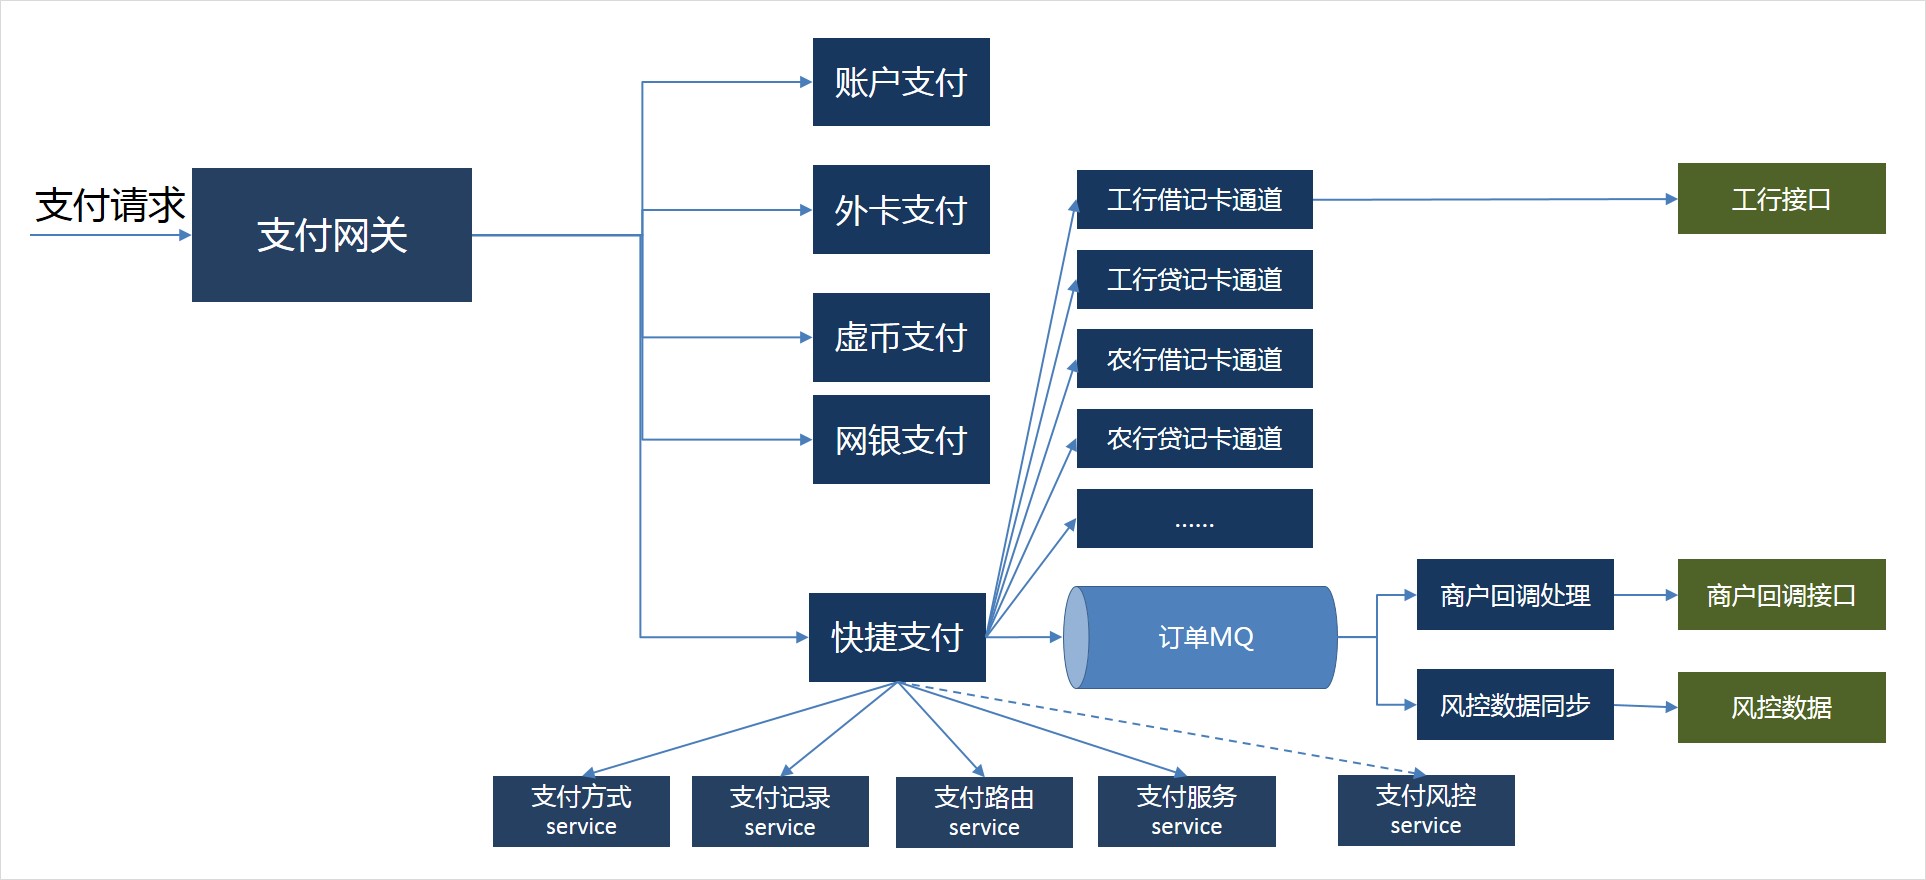 支付请求
支付网关
账户支付
外卡支付
虚币支付
网银支付
快捷支付
工行借记卡通道
工行贷记卡通道
农行借记卡通道
农行贷记卡通道
......
工行接口
订单MQ
商户回调处理
商户回调接口
风控数据同步
风控数据
支付方式
service
支付记录
service
支付路由
service
支付服务
service
支付风控
service